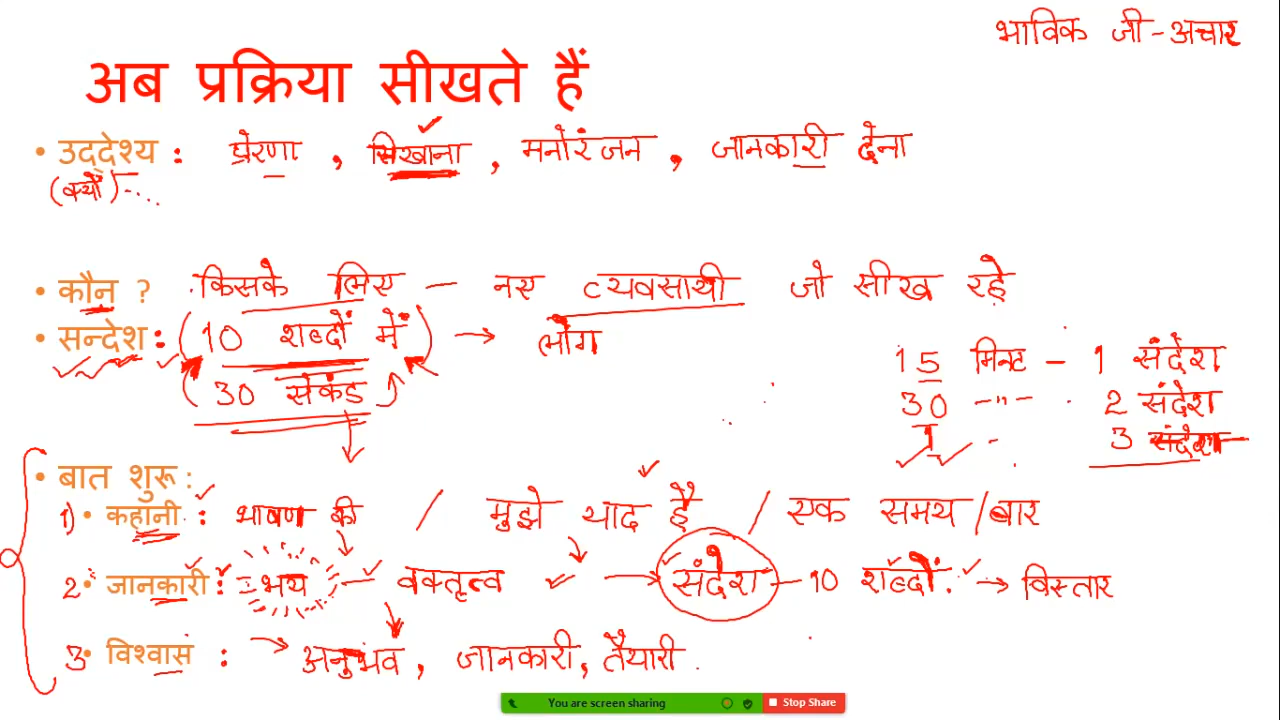 भाविक जी - अचार
अब प्रक्रिया सीखते हैं
• उद्देश्य : प्रेरणा , सिखाना , मनोरंजन , जानकारी देना
(क्यों) - ...
• कौन ? किसके लिए — नए व्यवसायी जो सीख रहे
• सन्देश : ( 10 शब्दों में ) →
( 30 सेकंड )
15 मिनट - 1 संदेश
30 -"- 2 संदेश
1 - 3 संदेश
• बात शुरू :
1) • कहानी : भाषण की / मुझे याद है / एक समय / बार
2 • जानकारी : भय — वक्तृत्व → संदेश - 10 शब्दों. → विस्तार
3 • विश्वास : → अनुभव , जानकारी, तैयारी .
You are screen sharing Stop Share